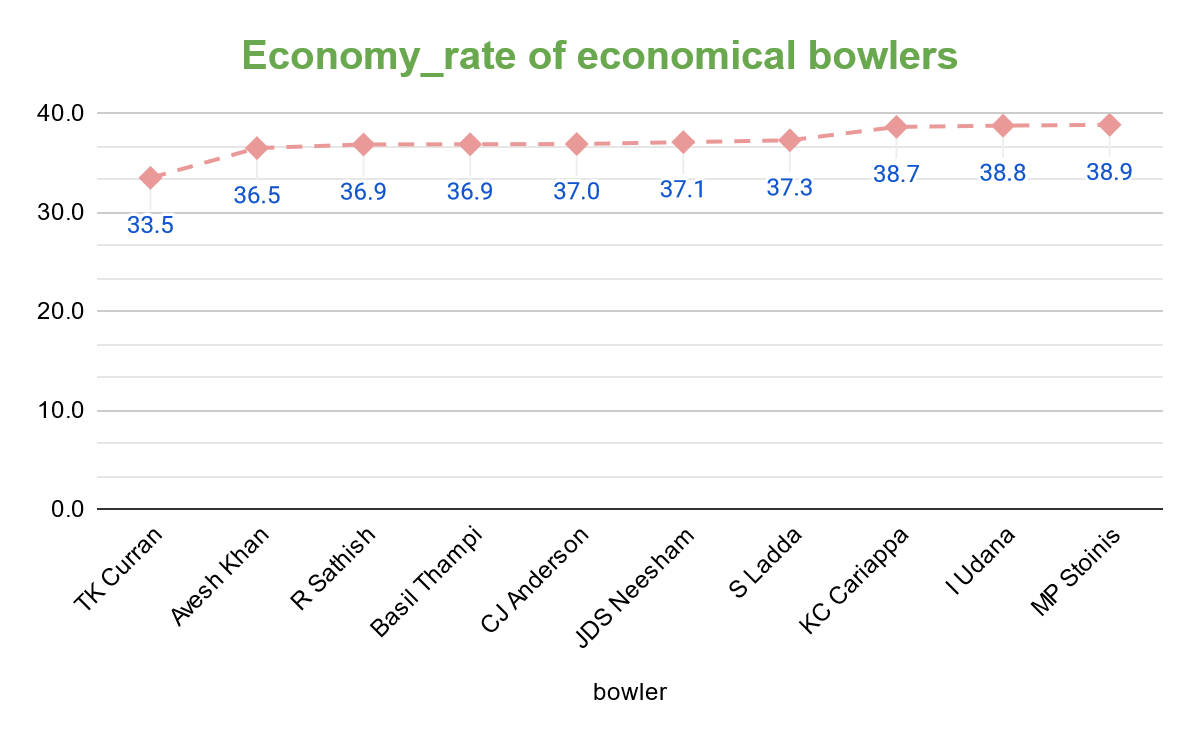 Economy_rate of economical bowlers
40.0
30.0
20.0
10.0
0.0
33.5
36.5
36.9
36.9
37.0
37.1
37.3
38.7
38.8
38.9
TK Curran
Avesh Khan
R Sathish
Basil Thampi
CJ Anderson
JDS Neesham
S Ladda
KC Cariappa
I Udana
MP Stoinis
bowler